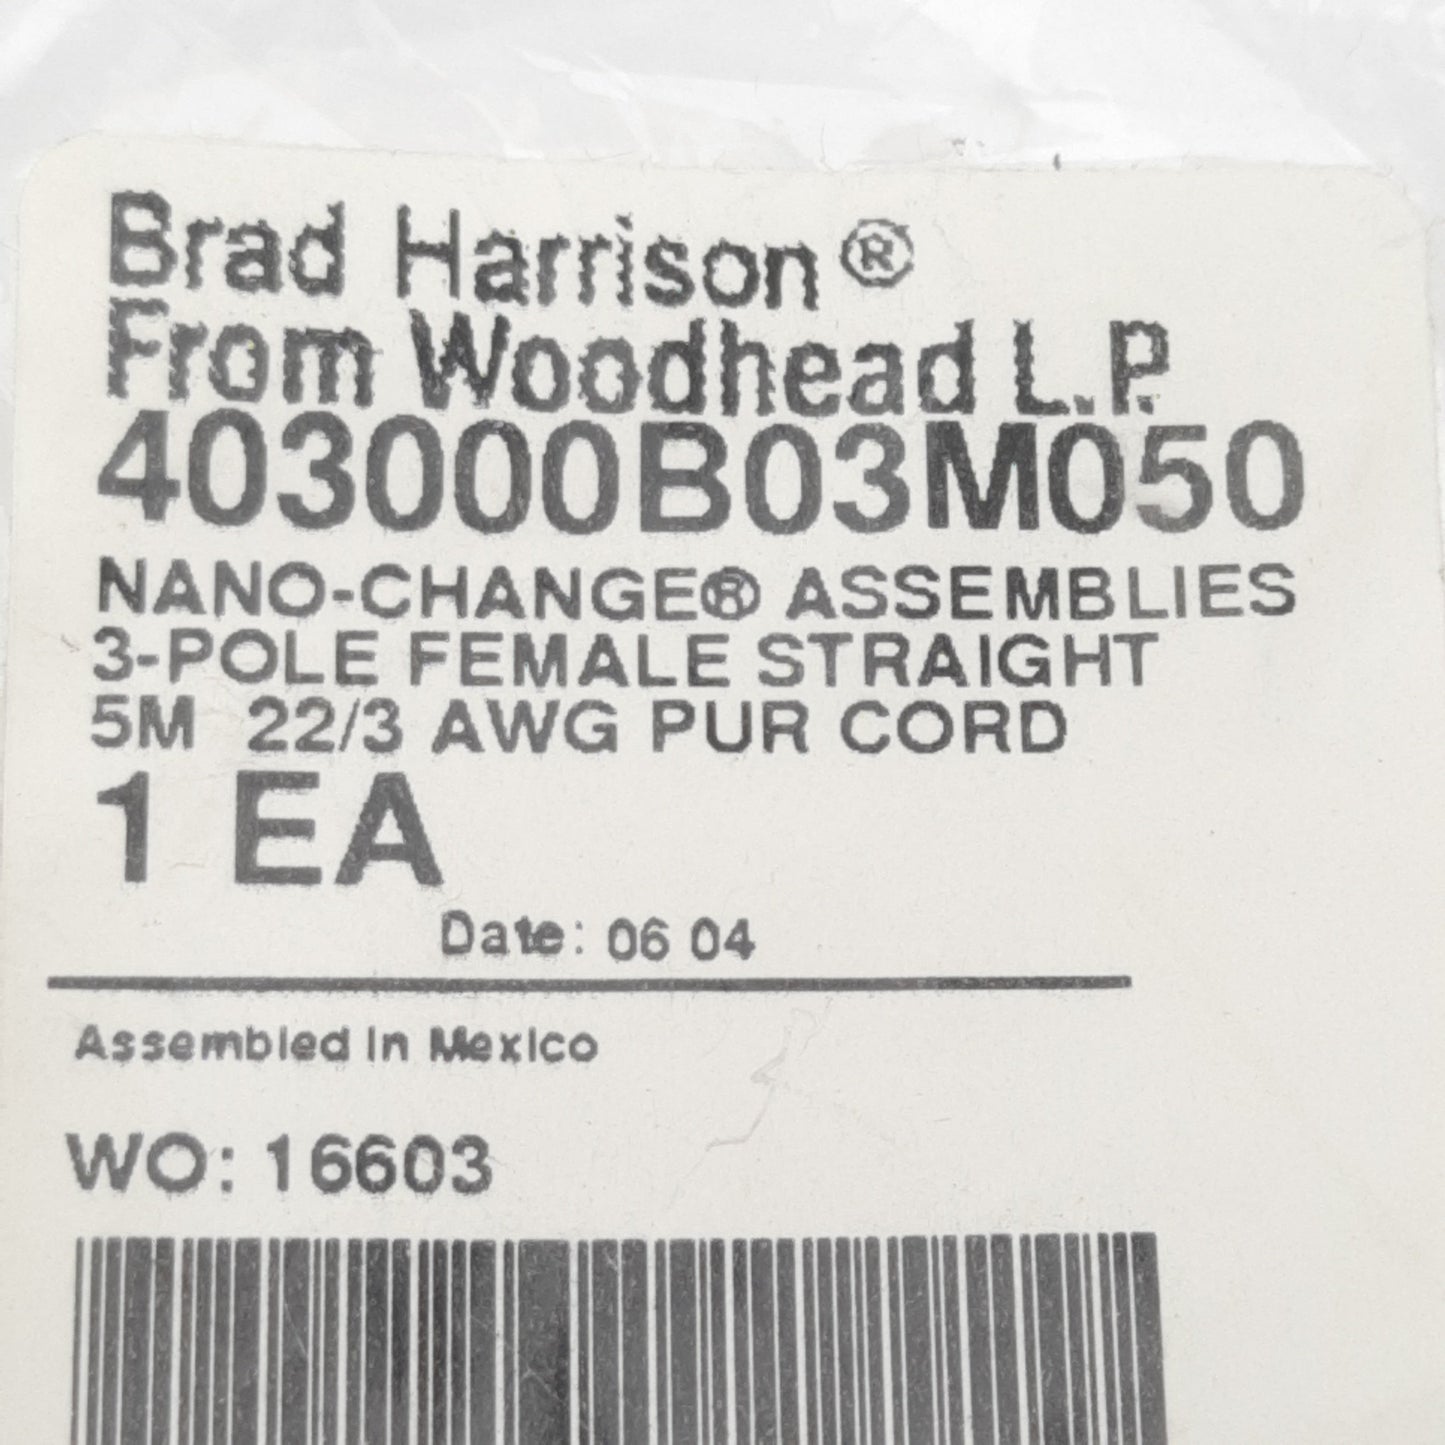 Brad Harrison®
From Woodhead L.P.
403000B03M050
NANO-CHANGE® ASSEMBLIES
3-POLE FEMALE STRAIGHT
5M 22/3 AWG PUR CORD
1 EA
Date: 06 04
Assembled In Mexico
WO: 16603